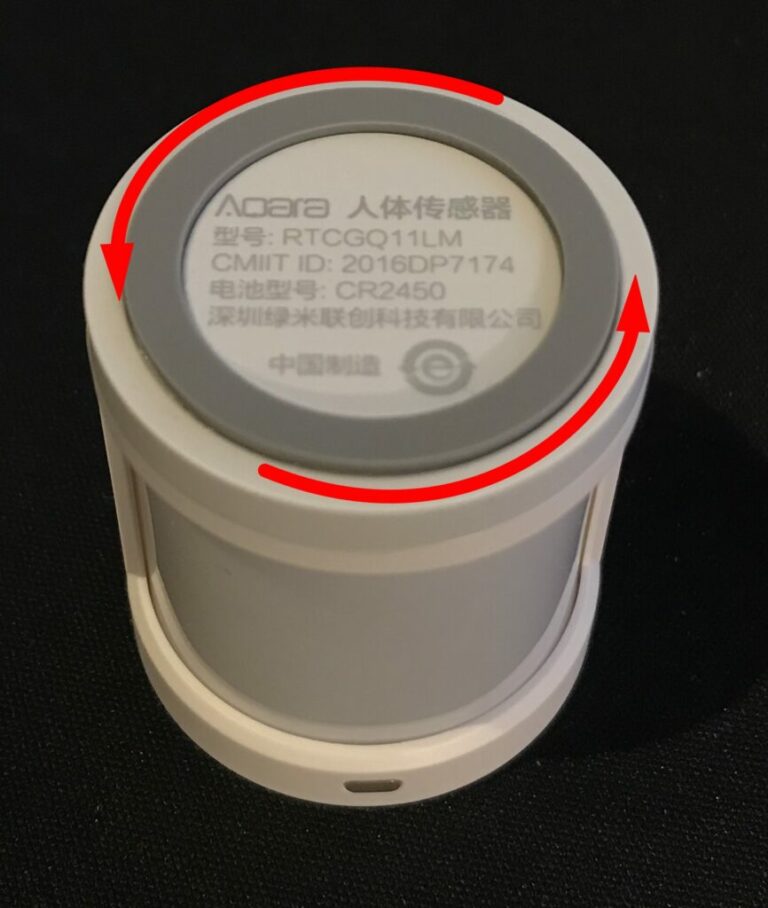 Aqara 人体传感器
型号: RTCGQ11LM
CMIIT ID: 2016DP7174
电池型号: CR2450
深圳绿米联创科技有限公司
中国制造 e